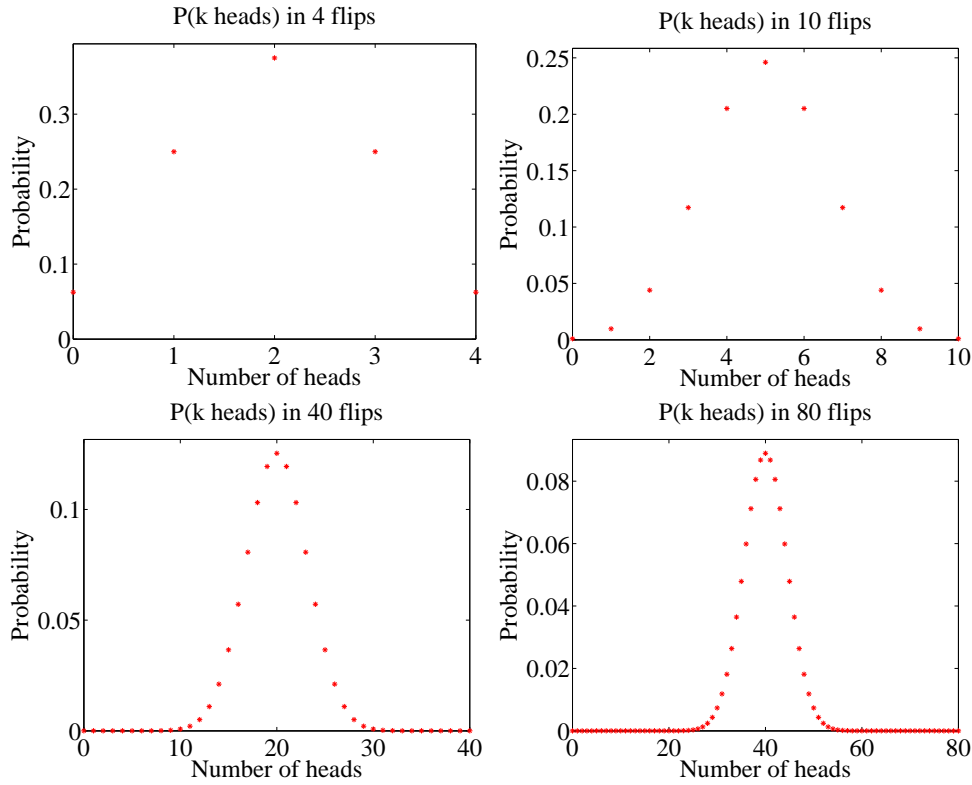 P(k heads) in 4 flips
0.3
0.2
0.1
0
Probability
0 1 2 3 4
Number of heads
P(k heads) in 10 flips
0.25
0.2
0.15
0.1
0.05
0
Probability
0 2 4 6 8 10
Number of heads
P(k heads) in 40 flips
0.1
0.05
0
Probability
0 10 20 30 40
Number of heads
P(k heads) in 80 flips
0.08
0.06
0.04
0.02
0
Probability
0 20 40 60 80
Number of heads